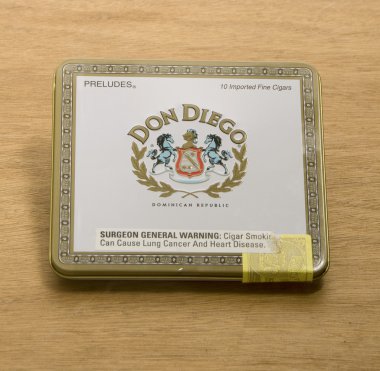 PRELUDES®
10 Imported Fine Cigars
DON DIEGO
DOMINICAN REPUBLIC
SURGEON GENERAL WARNING: Cigar Smokin
Can Cause Lung Cancer And Heart Disease.